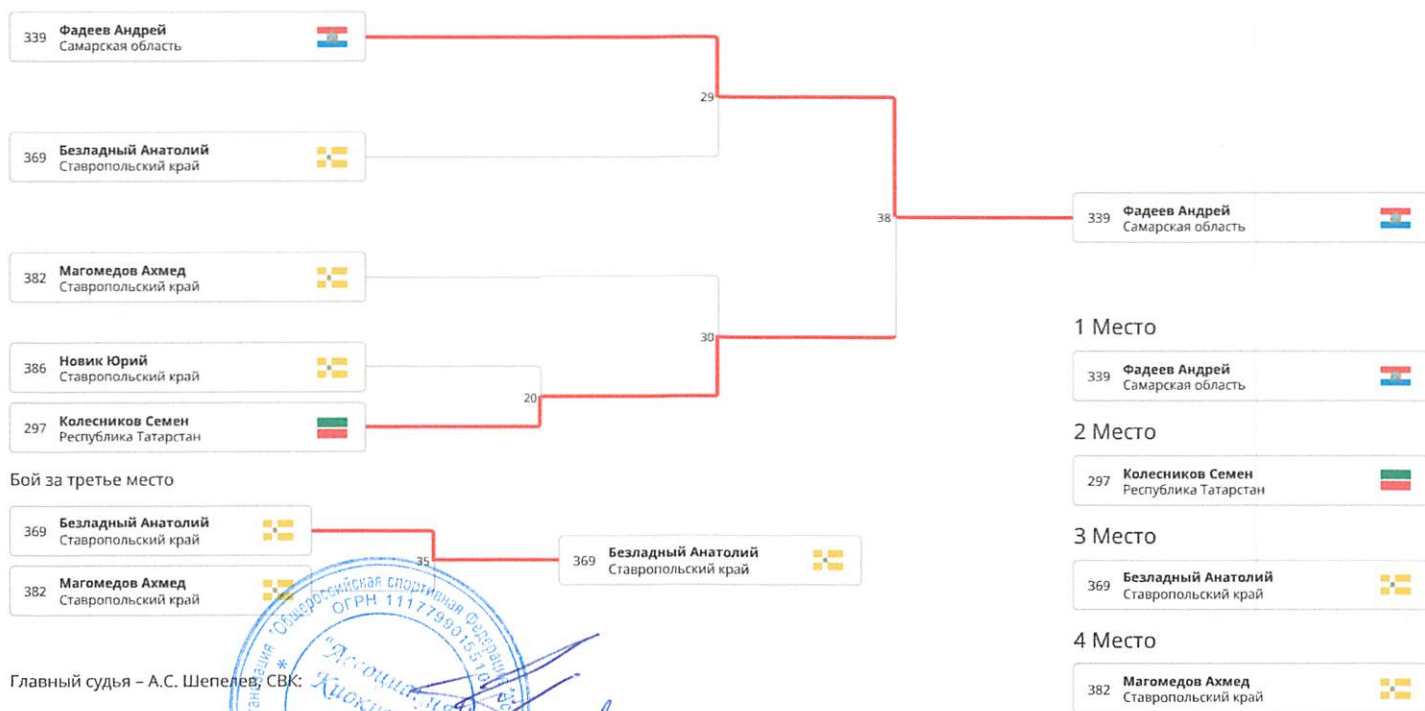 339 Фадеев Андрей
Самарская область
29
369 Безладный Анатолий
Ставропольский край
38
339 Фадеев Андрей
Самарская область
382 Магомедов Ахмед
Ставропольский край
30
386 Новик Юрий
Ставропольский край
20
297 Колесников Семен
Республика Татарстан
1 Место
339 Фадеев Андрей
Самарская область
2 Место
297 Колесников Семен
Республика Татарстан
3 Место
369 Безладный Анатолий
Ставропольский край
4 Место
382 Магомедов Ахмед
Ставропольский край
Бой за третье место
369 Безладный Анатолий
Ставропольский край
35
382 Магомедов Ахмед
Ставропольский край
369 Безладный Анатолий
Ставропольский край
"Общероссийская спортивная Федерация
ОГРН
Главный судья – А.С. Шепелев, СВК: